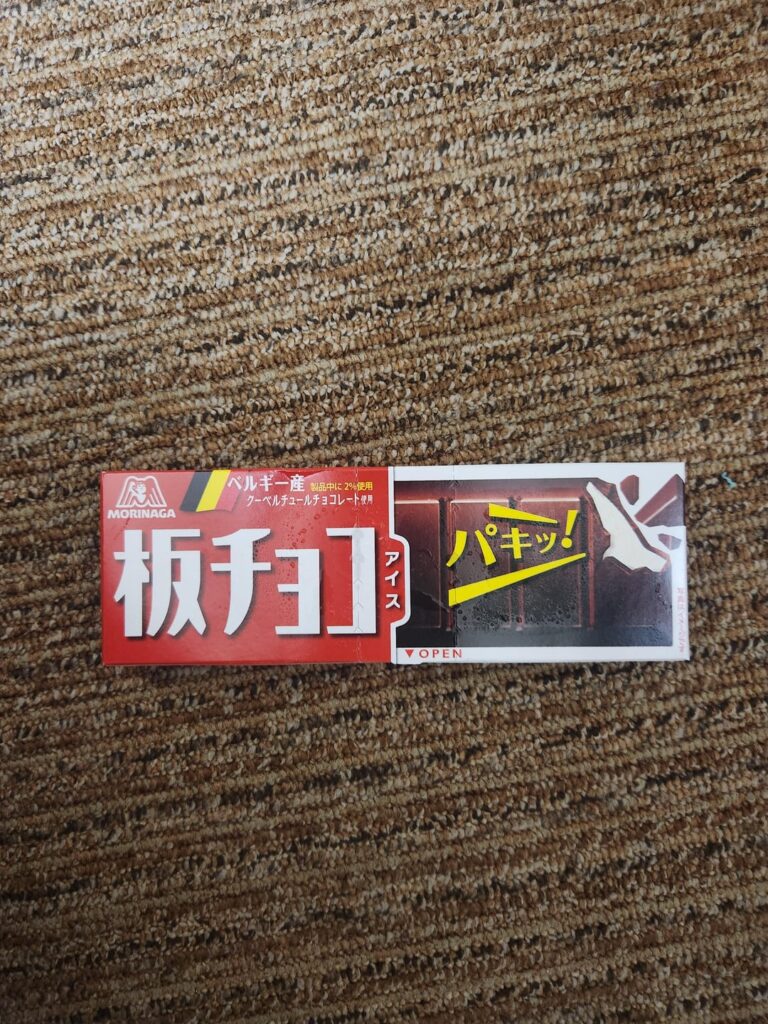 MORINAGA
ベルギー産 製品中に2%使用
クーベルチュールチョコレート使用
板チョコ
アイス
パキッ!
▼OPEN